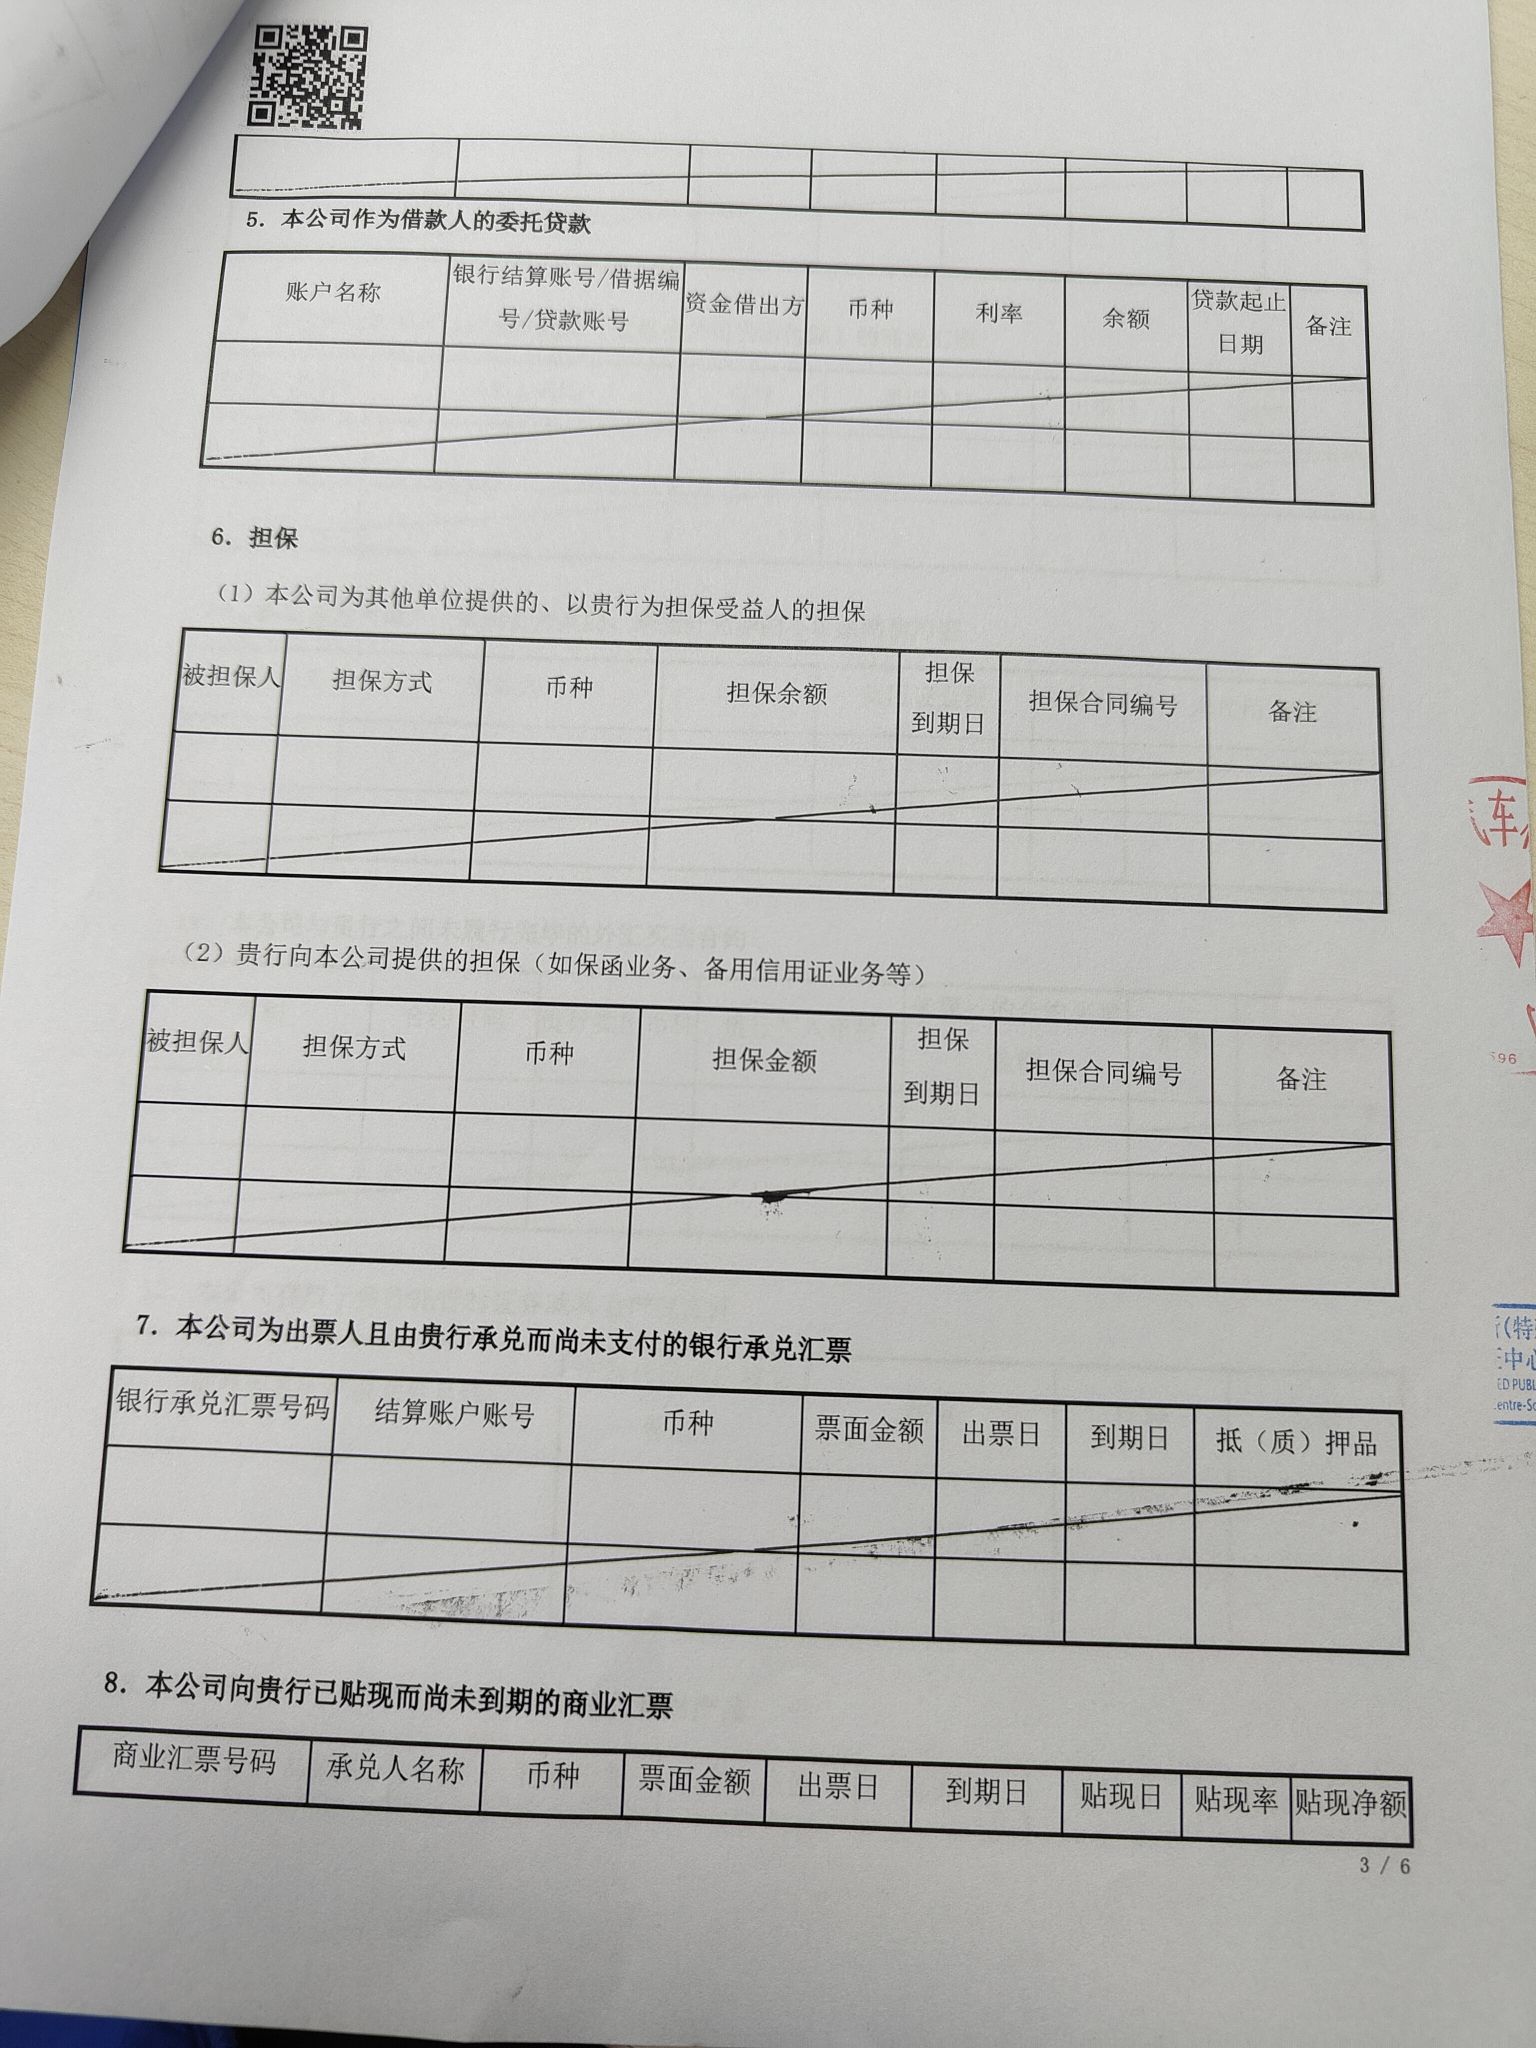 5. 本公司作为借款人的委托贷款
账户名称 银行结算账号/借据编号/贷款账号 资金借出方 币种 利率 余额 贷款起止日期 备注
6. 担保
(1)本公司为其他单位提供的、以贵行为担保受益人的担保
被担保人 担保方式 币种 担保余额 担保到期日 担保合同编号 备注
(2)贵行向本公司提供的担保(如保函业务、备用信用证业务等)
被担保人 担保方式 币种 担保金额 担保到期日 担保合同编号 备注
7. 本公司为出票人且由贵行承兑而尚未支付的银行承兑汇票
银行承兑汇票号码 结算账户账号 币种 票面金额 出票日 到期日 抵(质)押品
8. 本公司向贵行已贴现而尚未到期的商业汇票
商业汇票号码 承兑人名称 币种 票面金额 出票日 到期日 贴现日 贴现率 贴现净额
3 / 6
车
(特
中心
ED PUBL
entre-So